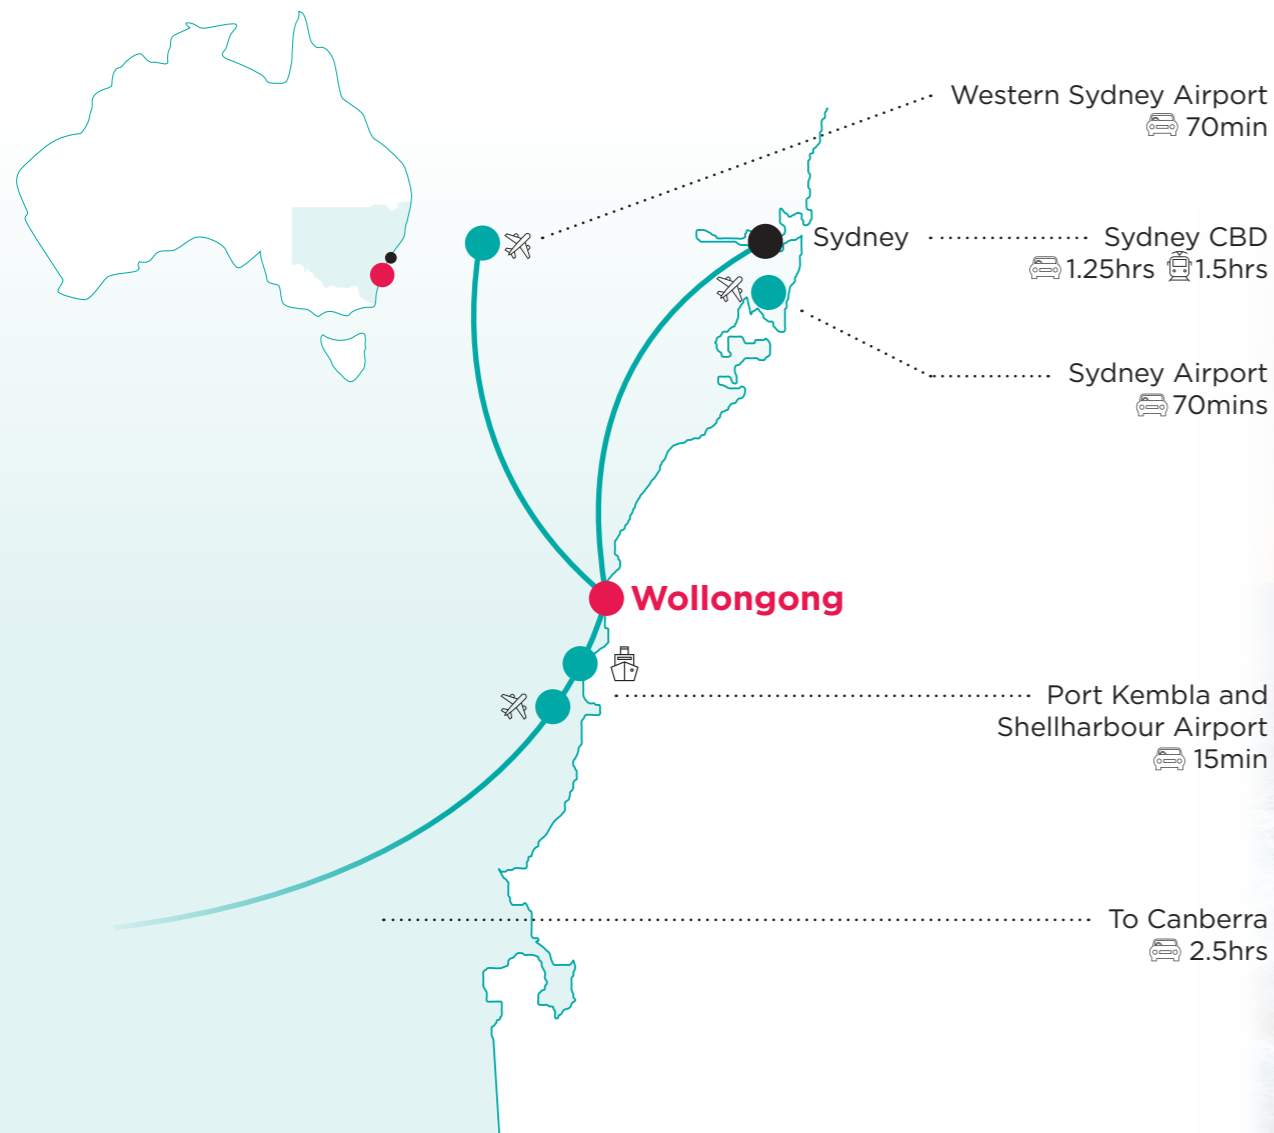 Western Sydney Airport
70min
Sydney
Sydney CBD
1.25hrs 1.5hrs
Sydney Airport
70mins
Wollongong
Port Kembla and
Shellharbour Airport
15min
To Canberra
2.5hrs